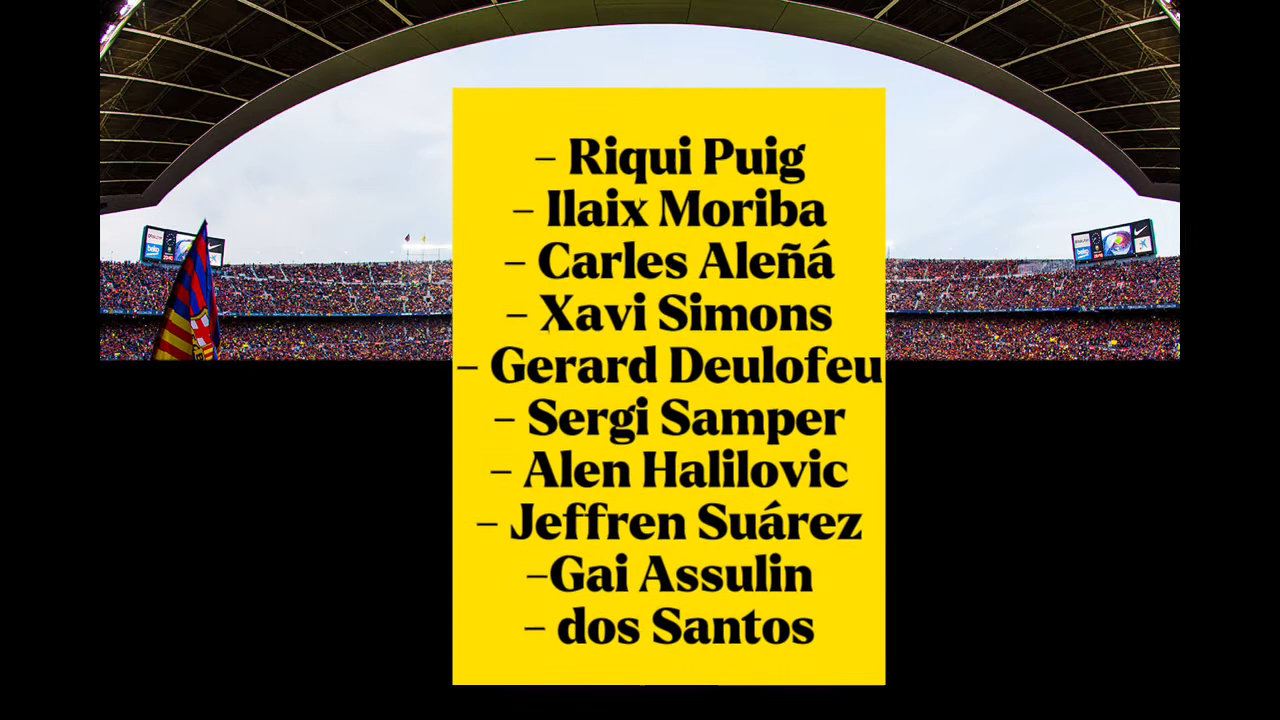 – Riqui Puig
– Ilaix Moriba
– Carles Aleñá
– Xavi Simons
– Gerard Deulofeu
– Sergi Samper
– Alen Halilovic
– Jeffren Suárez
–Gai Assulin
– dos Santos